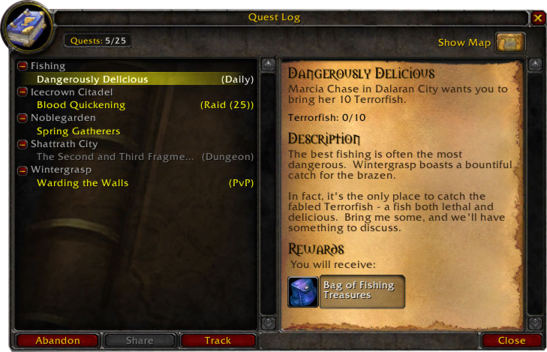 Quest Log
Quests: 5/25
Show Map
Fishing
Dangerously Delicious (Daily)
Icecrown Citadel
Blood Quickening (Raid (25))
Noblegarden
Spring Gatherers
Shattrath City
The Second and Third Fragme... (Dungeon)
Wintergrasp
Warding the Walls (PvP)
Abandon
Share
Track
Dangerously Delicious
Marcia Chase in Dalaran City wants you to
bring her 10 Terrorfish.
Terrorfish: 0/10
Description
The best fishing is often the most
dangerous. Wintergrasp boasts a bountiful
catch for the brazen.
In fact, it's the only place to catch the
fabled Terrorfish - a fish both lethal and
delicious. Bring me some, and we'll have
something to discuss.
Rewards
You will receive:
Bag of Fishing
Treasures
Close